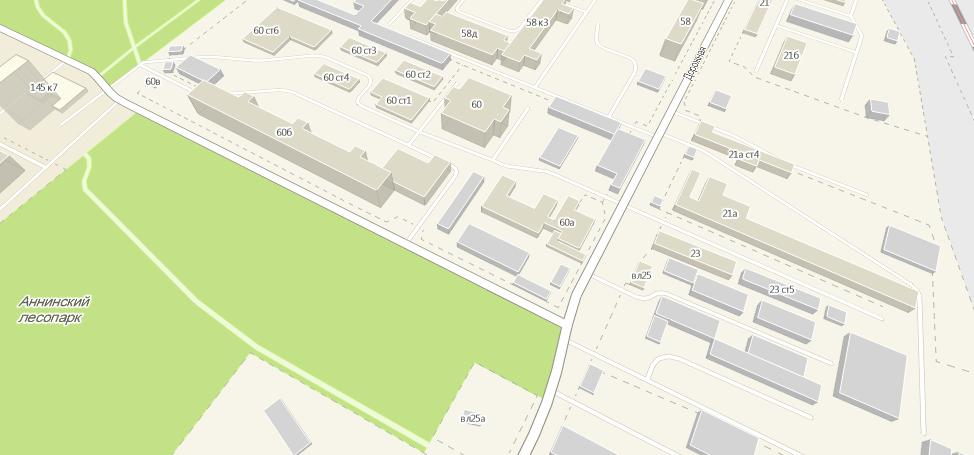 58 к3
58
21
60 ст6
58д
Дорожная
60 ст3
21б
60 ст4
60 ст2
60в
145 к7
60 ст1
60
60б
21а ст4
21а
60а
23
вл25
23 ст5
Аннинский
лесопарк
вл25а